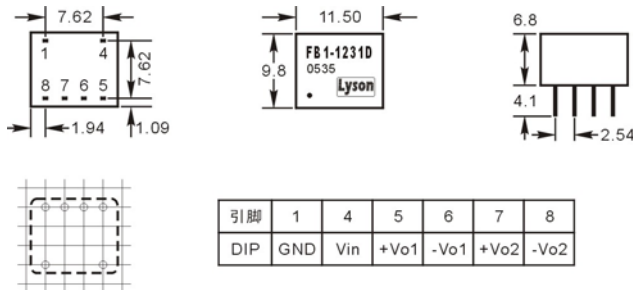 7.62
1 4
7.62
8 7 6 5
1.94
1.09
11.50
9.8
FB1-1231D
0535
Lyson
6.8
4.1
2.54
引脚 1 4 5 6 7 8
DIP GND Vin +Vo1 -Vo1 +Vo2 -Vo2